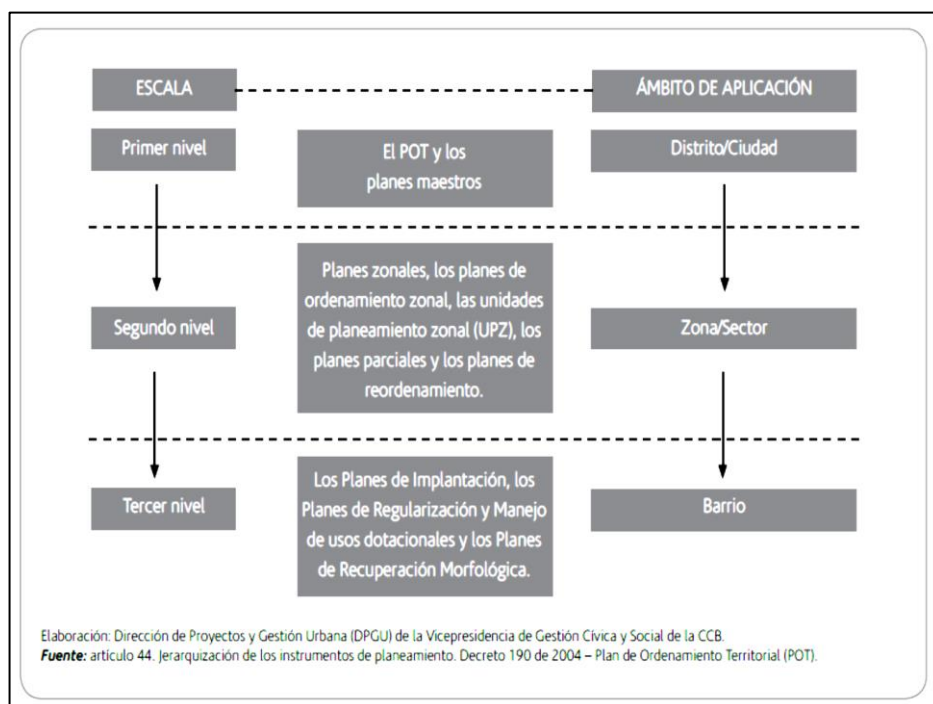 ESCALA
ÁMBITO DE APLICACIÓN
Primer nivel
El POT y los
planes maestros
Distrito/Ciudad
Segundo nivel
Planes zonales, los planes de
ordenamiento zonal, las unidades
de planeamiento zonal (UPZ), los
planes parciales y los planes de
reordenamiento.
Zona/Sector
Tercer nivel
Los Planes de Implantación, los
Planes de Regularización y Manejo
de usos dotacionales y los Planes
de Recuperación Morfológica.
Barrio
Elaboración: Dirección de Proyectos y Gestión Urbana (DPGU) de la Vicepresidencia de Gestión Cívica y Social de la CCB.
Fuente: artículo 44. Jerarquización de los instrumentos de planeamiento. Decreto 190 de 2004 – Plan de Ordenamiento Territorial (POT).